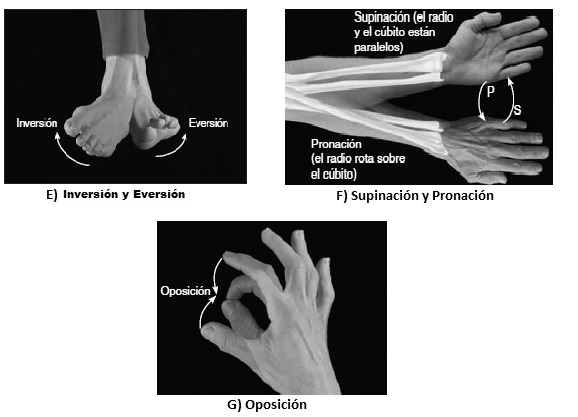 Inversión
Eversión
E) Inversión y Eversión
Supinación (el radio
y el cúbito están
paralelos)
P
S
Pronación
(el radio rota sobre
el cúbito)
F) Supinación y Pronación
Oposición
G) Oposición